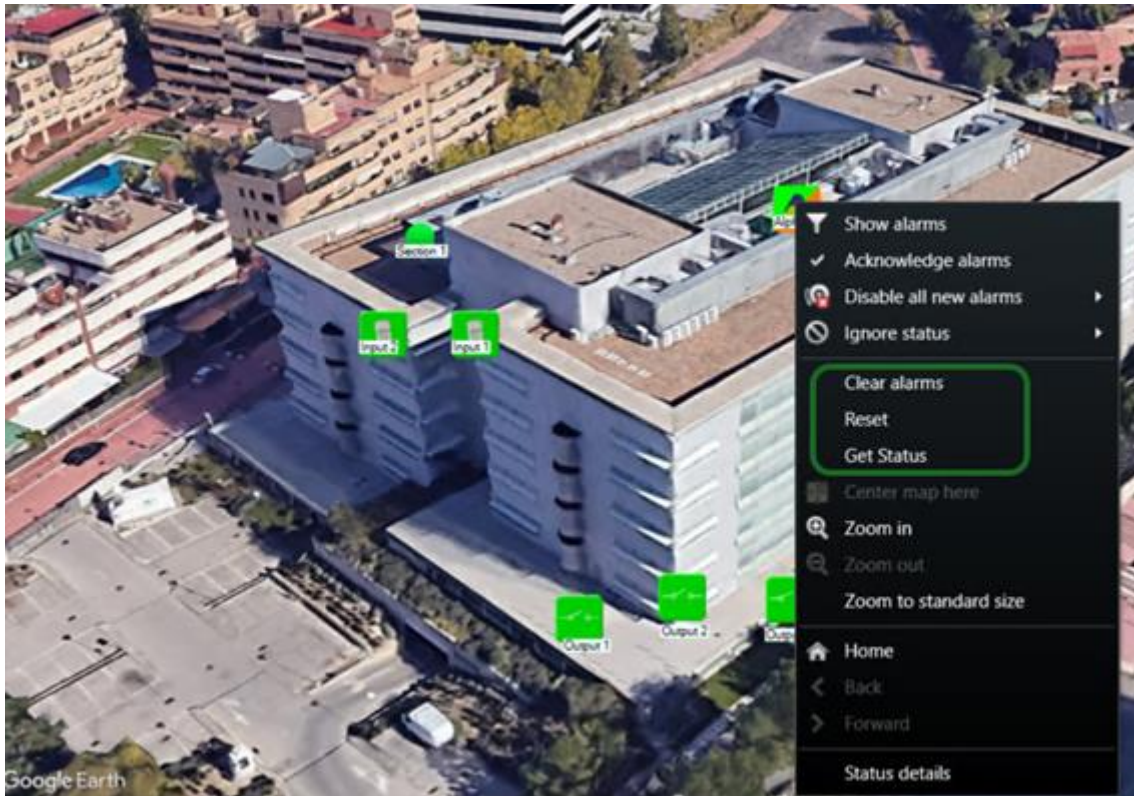 Section 1
Input 2
Input 1
Output 1
Output 2
Show alarms
Acknowledge alarms
Disable all new alarms
Ignore status
Clear alarms
Reset
Get Status
Center map here
Zoom in
Zoom out
Zoom to standard size
Home
Back
Forward
Status details
Google Earth